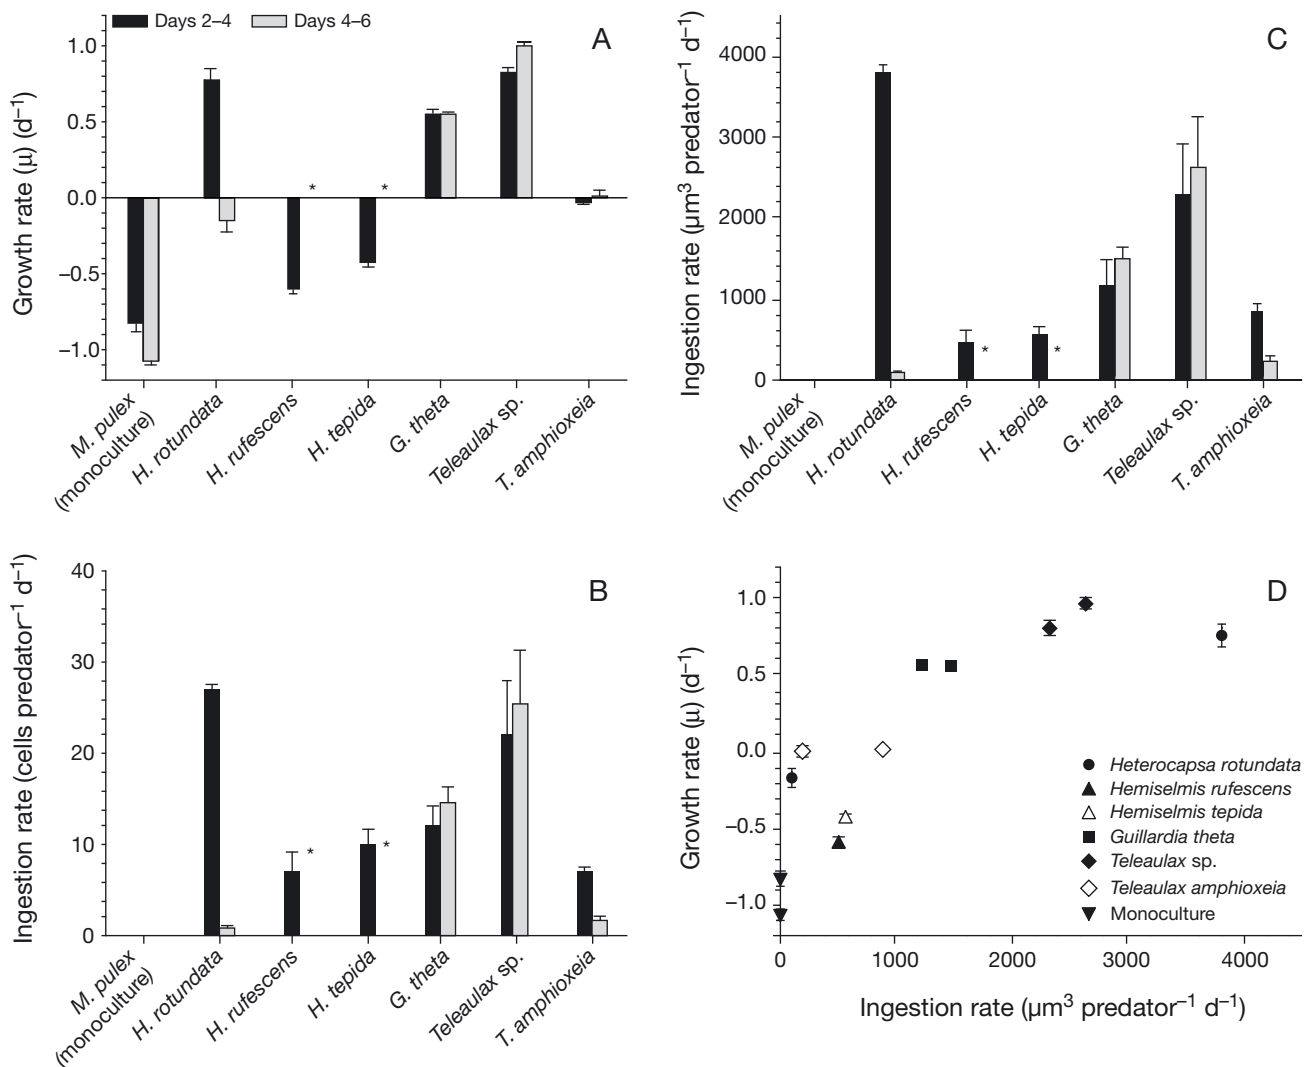 Days 2–4
Days 4–6
A
Growth rate (μ) (d⁻¹)
1.0
0.5
0.0
−0.5
−1.0
M. pulex
(monoculture)
H. rotundata
H. rufescens
H. tepida
G. theta
Teleaulax sp.
T. amphioxeia
*
*
C
Ingestion rate (μm³ predator⁻¹ d⁻¹)
4000
3000
2000
1000
0
M. pulex
(monoculture)
H. rotundata
H. rufescens
H. tepida
G. theta
Teleaulax sp.
T. amphioxeia
*
*
B
Ingestion rate (cells predator⁻¹ d⁻¹)
40
30
20
10
0
M. pulex
(monoculture)
H. rotundata
H. rufescens
H. tepida
G. theta
Teleaulax sp.
T. amphioxeia
*
*
D
Growth rate (μ) (d⁻¹)
1.0
0.5
0.0
−0.5
−1.0
Heterocapsa rotundata
Hemiselmis rufescens
Hemiselmis tepida
Guillardia theta
Teleaulax sp.
Teleaulax amphioxeia
Monoculture
0 1000 2000 3000 4000
Ingestion rate (μm³ predator⁻¹ d⁻¹)